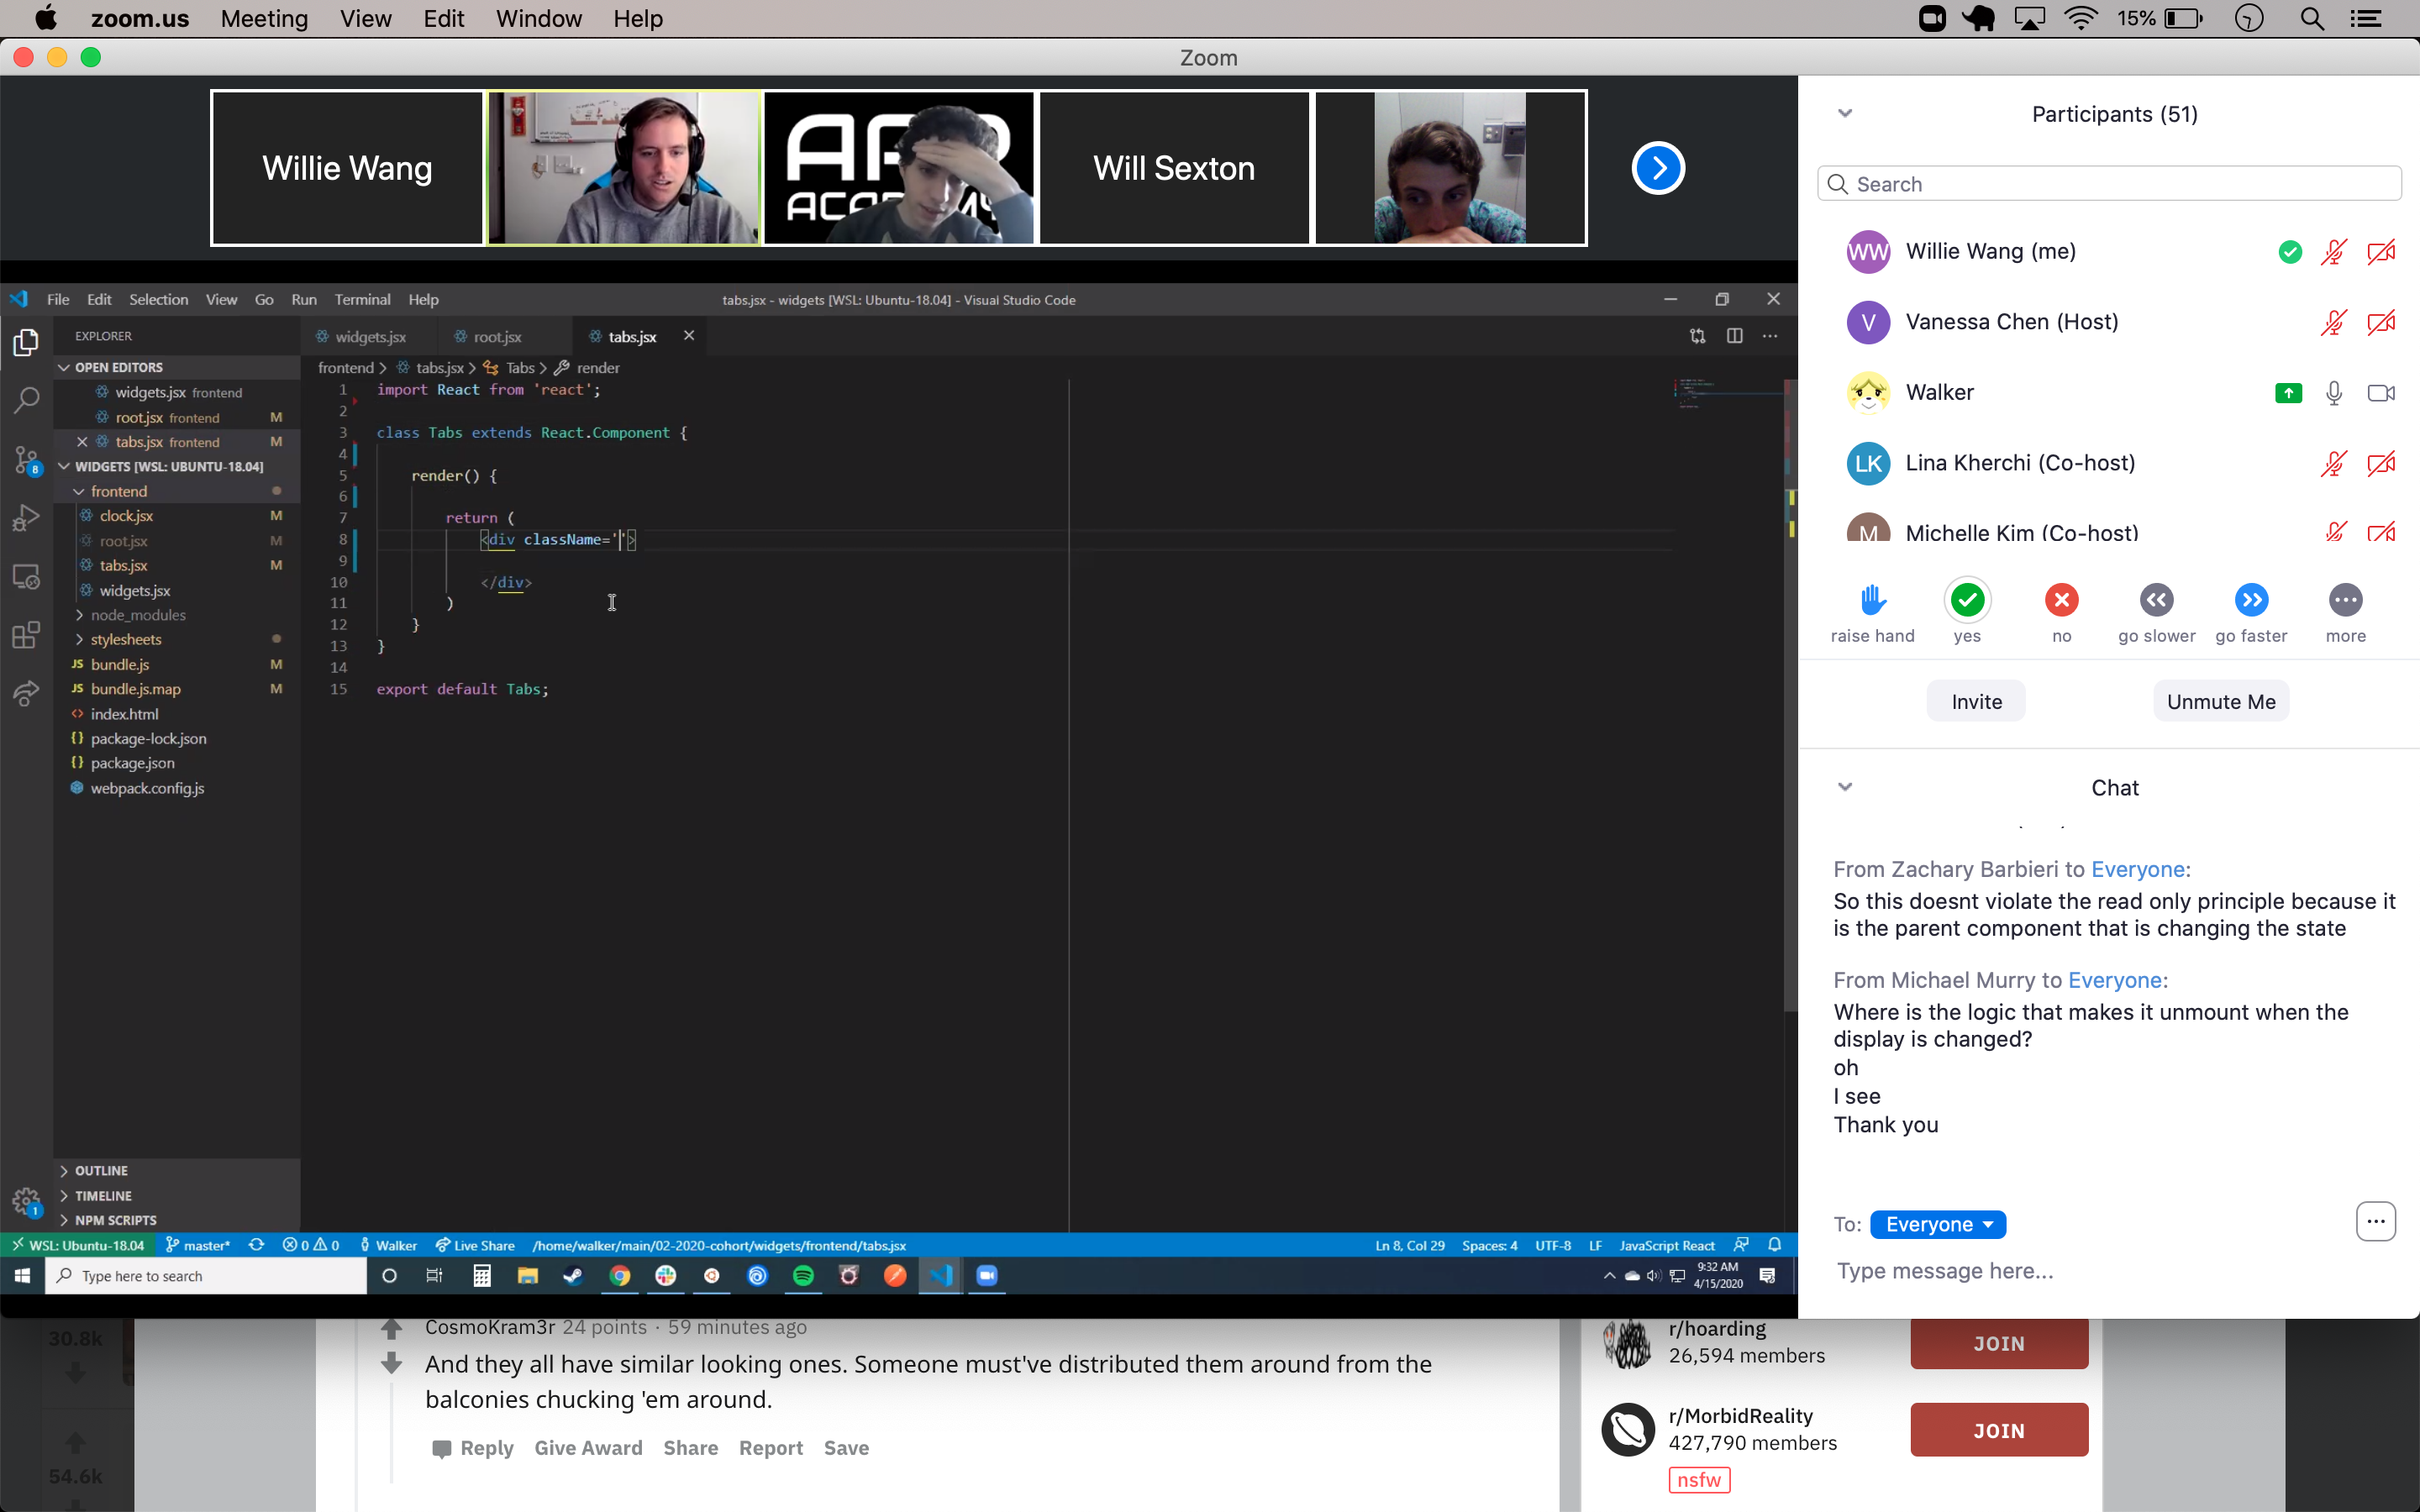 zoom.us Meeting View Edit Window Help
15%
Zoom
Willie Wang
ACADEMY
Will Sexton
Participants (51)
Search
WW Willie Wang (me)
V Vanessa Chen (Host)
Walker
LK Lina Kherchi (Co-host)
M Michelle Kim (Co-host)
raise hand yes no go slower go faster more
Invite Unmute Me
Chat
From Zachary Barbieri to Everyone:
So this doesnt violate the read only principle because it
is the parent component that is changing the state
From Michael Murry to Everyone:
Where is the logic that makes it unmount when the
display is changed?
oh
I see
Thank you
To: Everyone
Type message here...
File Edit Selection View Go Run Terminal Help
tabs.jsx - widgets [WSL: Ubuntu-18.04] - Visual Studio Code
EXPLORER
OPEN EDITORS
widgets.jsx frontend
root.jsx frontend M
tabs.jsx frontend M
WIDGETS [WSL: UBUNTU-18.04]
frontend
clock.jsx M
root.jsx M
tabs.jsx M
widgets.jsx
node_modules
stylesheets
JS bundle.js M
JS bundle.js.map M
<> index.html
{} package-lock.json
{} package.json
webpack.config.js
OUTLINE
TIMELINE
NPM SCRIPTS
8
1
widgets.jsx root.jsx tabs.jsx
frontend > tabs.jsx > Tabs > render
1 import React from 'react';
2
3 class Tabs extends React.Component {
4
5 render() {
6
7 return (
8 <div className=''>
9
10 </div>
11 )
12 }
13 }
14
15 export default Tabs;
WSL: Ubuntu-18.04 master* 0 0 Walker Live Share /home/walker/main/02-2020-cohort/widgets/frontend/tabs.jsx
Ln 8, Col 29 Spaces: 4 UTF-8 LF JavaScript React
Type here to search
9:32 AM
4/15/2020
30.8k
54.6k
CosmoKram3r 24 points · 59 minutes ago
And they all have similar looking ones. Someone must've distributed them around from the
balconies chucking 'em around.
Reply Give Award Share Report Save
r/hoarding
26,594 members
JOIN
r/MorbidReality
427,790 members
JOIN
nsfw